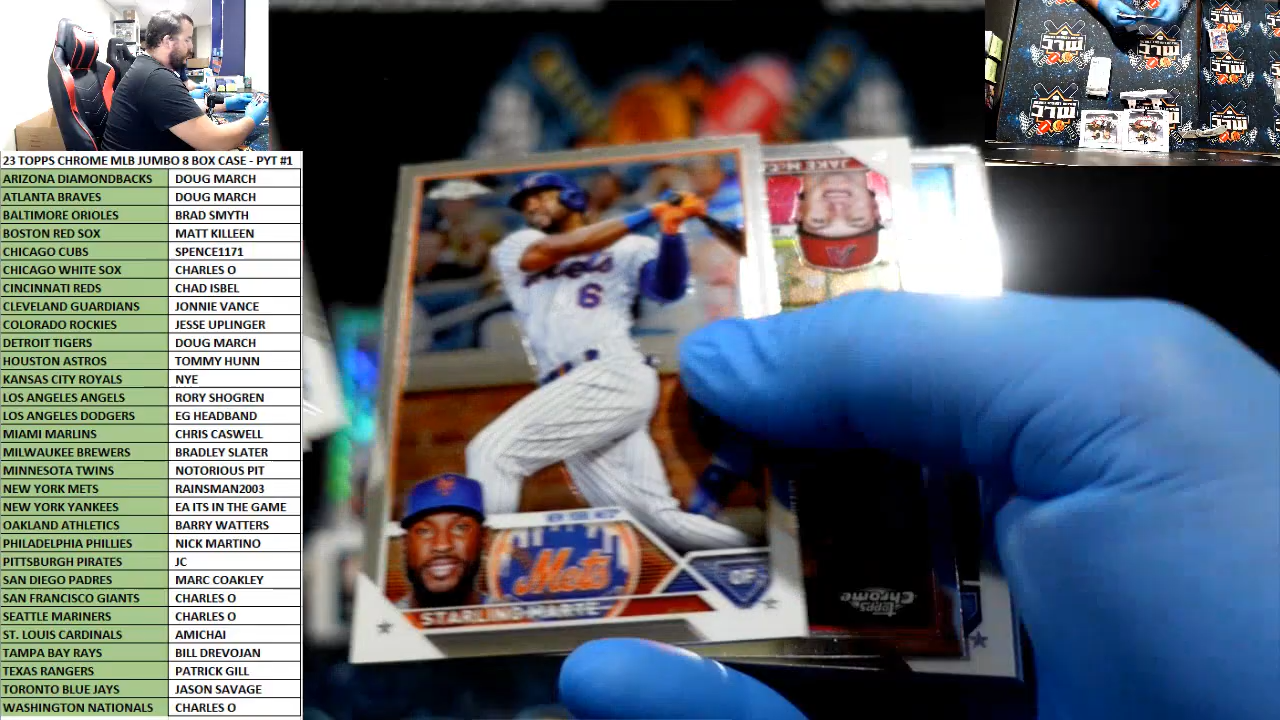 23 TOPPS CHROME MLB JUMBO 8 BOX CASE - PYT #1
ARIZONA DIAMONDBACKS DOUG MARCH
ATLANTA BRAVES DOUG MARCH
BALTIMORE ORIOLES BRAD SMYTH
BOSTON RED SOX MATT KILLEEN
CHICAGO CUBS SPENCE1171
CHICAGO WHITE SOX CHARLES O
CINCINNATI REDS CHAD ISBEL
CLEVELAND GUARDIANS JONNIE VANCE
COLORADO ROCKIES JESSE UPLINGER
DETROIT TIGERS DOUG MARCH
HOUSTON ASTROS TOMMY HUNN
KANSAS CITY ROYALS NYE
LOS ANGELES ANGELS RORY SHOGREN
LOS ANGELES DODGERS EG HEADBAND
MIAMI MARLINS CHRIS CASWELL
MILWAUKEE BREWERS BRADLEY SLATER
MINNESOTA TWINS NOTORIOUS PIT
NEW YORK METS RAINSMAN2003
NEW YORK YANKEES EA ITS IN THE GAME
OAKLAND ATHLETICS BARRY WATTERS
PHILADELPHIA PHILLIES NICK MARTINO
PITTSBURGH PIRATES JC
SAN DIEGO PADRES MARC COAKLEY
SAN FRANCISCO GIANTS CHARLES O
SEATTLE MARINERS CHARLES O
ST. LOUIS CARDINALS AMICHAI
TAMPA BAY RAYS BILL DREVOJAN
TEXAS RANGERS PATRICK GILL
TORONTO BLUE JAYS JASON SAVAGE
WASHINGTON NATIONALS CHARLES O
JAKE
Mets
6
NEW YORK METS
Mets
OF
STARLING MARTE
TOPPS
Chrome